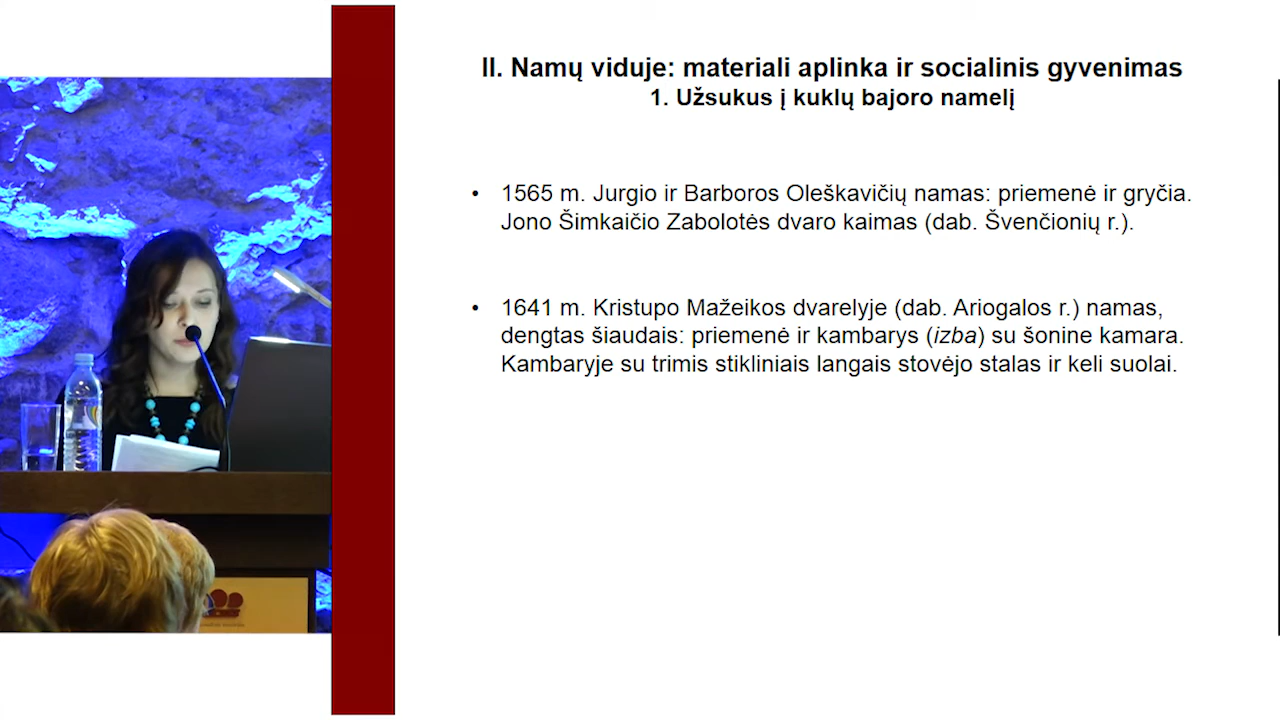 II. Namų viduje: materiali aplinka ir socialinis gyvenimas
1. Užsukus į kuklų bajoro namelį
• 1565 m. Jurgio ir Barboros Oleškavičių namas: priemenė ir gryčia.
Jono Šimkaičio Zabolotės dvaro kaimas (dab. Švenčionių r.).
• 1641 m. Kristupo Mažeikos dvarelyje (dab. Ariogalos r.) namas,
dengtas šiaudais: priemenė ir kambarys (izba) su šonine kamara.
Kambaryje su trimis stikliniais langais stovėjo stalas ir keli suolai.